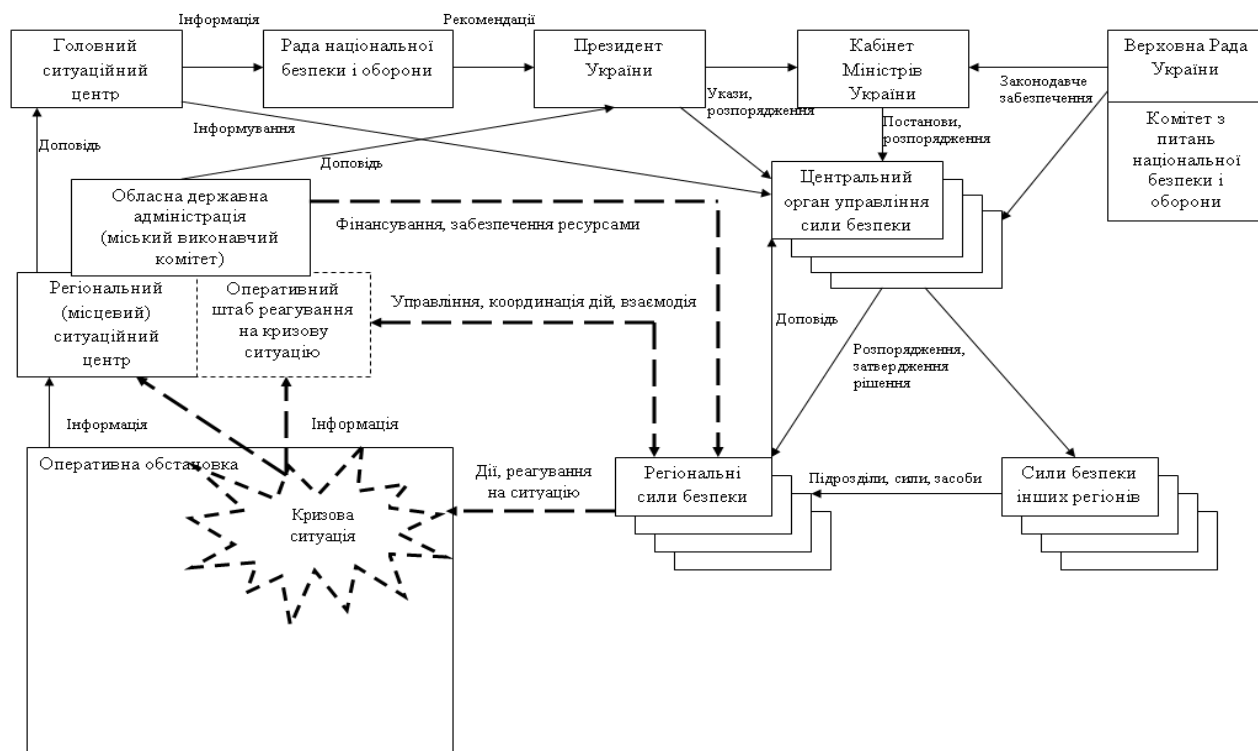 Інформація
Рекомендації
Головний
ситуаційний
центр
Рада національної
безпеки і оборони
Президент
України
Кабінет
Міністрів
України
Верховна Рада
України
Укази,
розпорядження
Законодавче
забезпечення
Інформування
Постанови,
розпорядження
Комітет з
питань
національної
безпеки і
оборони
Доповідь
Доповідь
Обласна державна
адміністрація
(міський виконавчий
комітет)
Центральний
орган управління
сили безпеки
Фінансування, забезпечення ресурсами
Регіональний
(місцевий)
ситуаційний
центр
Оперативний
штаб реагування
на кризову
ситуацію
Управління, координація дій, взаємодія
Доповідь
Розпорядження,
затвердження
рішення
Інформація
Інформація
Оперативна обстановка
Дії, реагування
на ситуацію
Регіональні
сили безпеки
Підрозділи, сили, засоби
Сили безпеки
інших регіонів
Кризова
ситуація